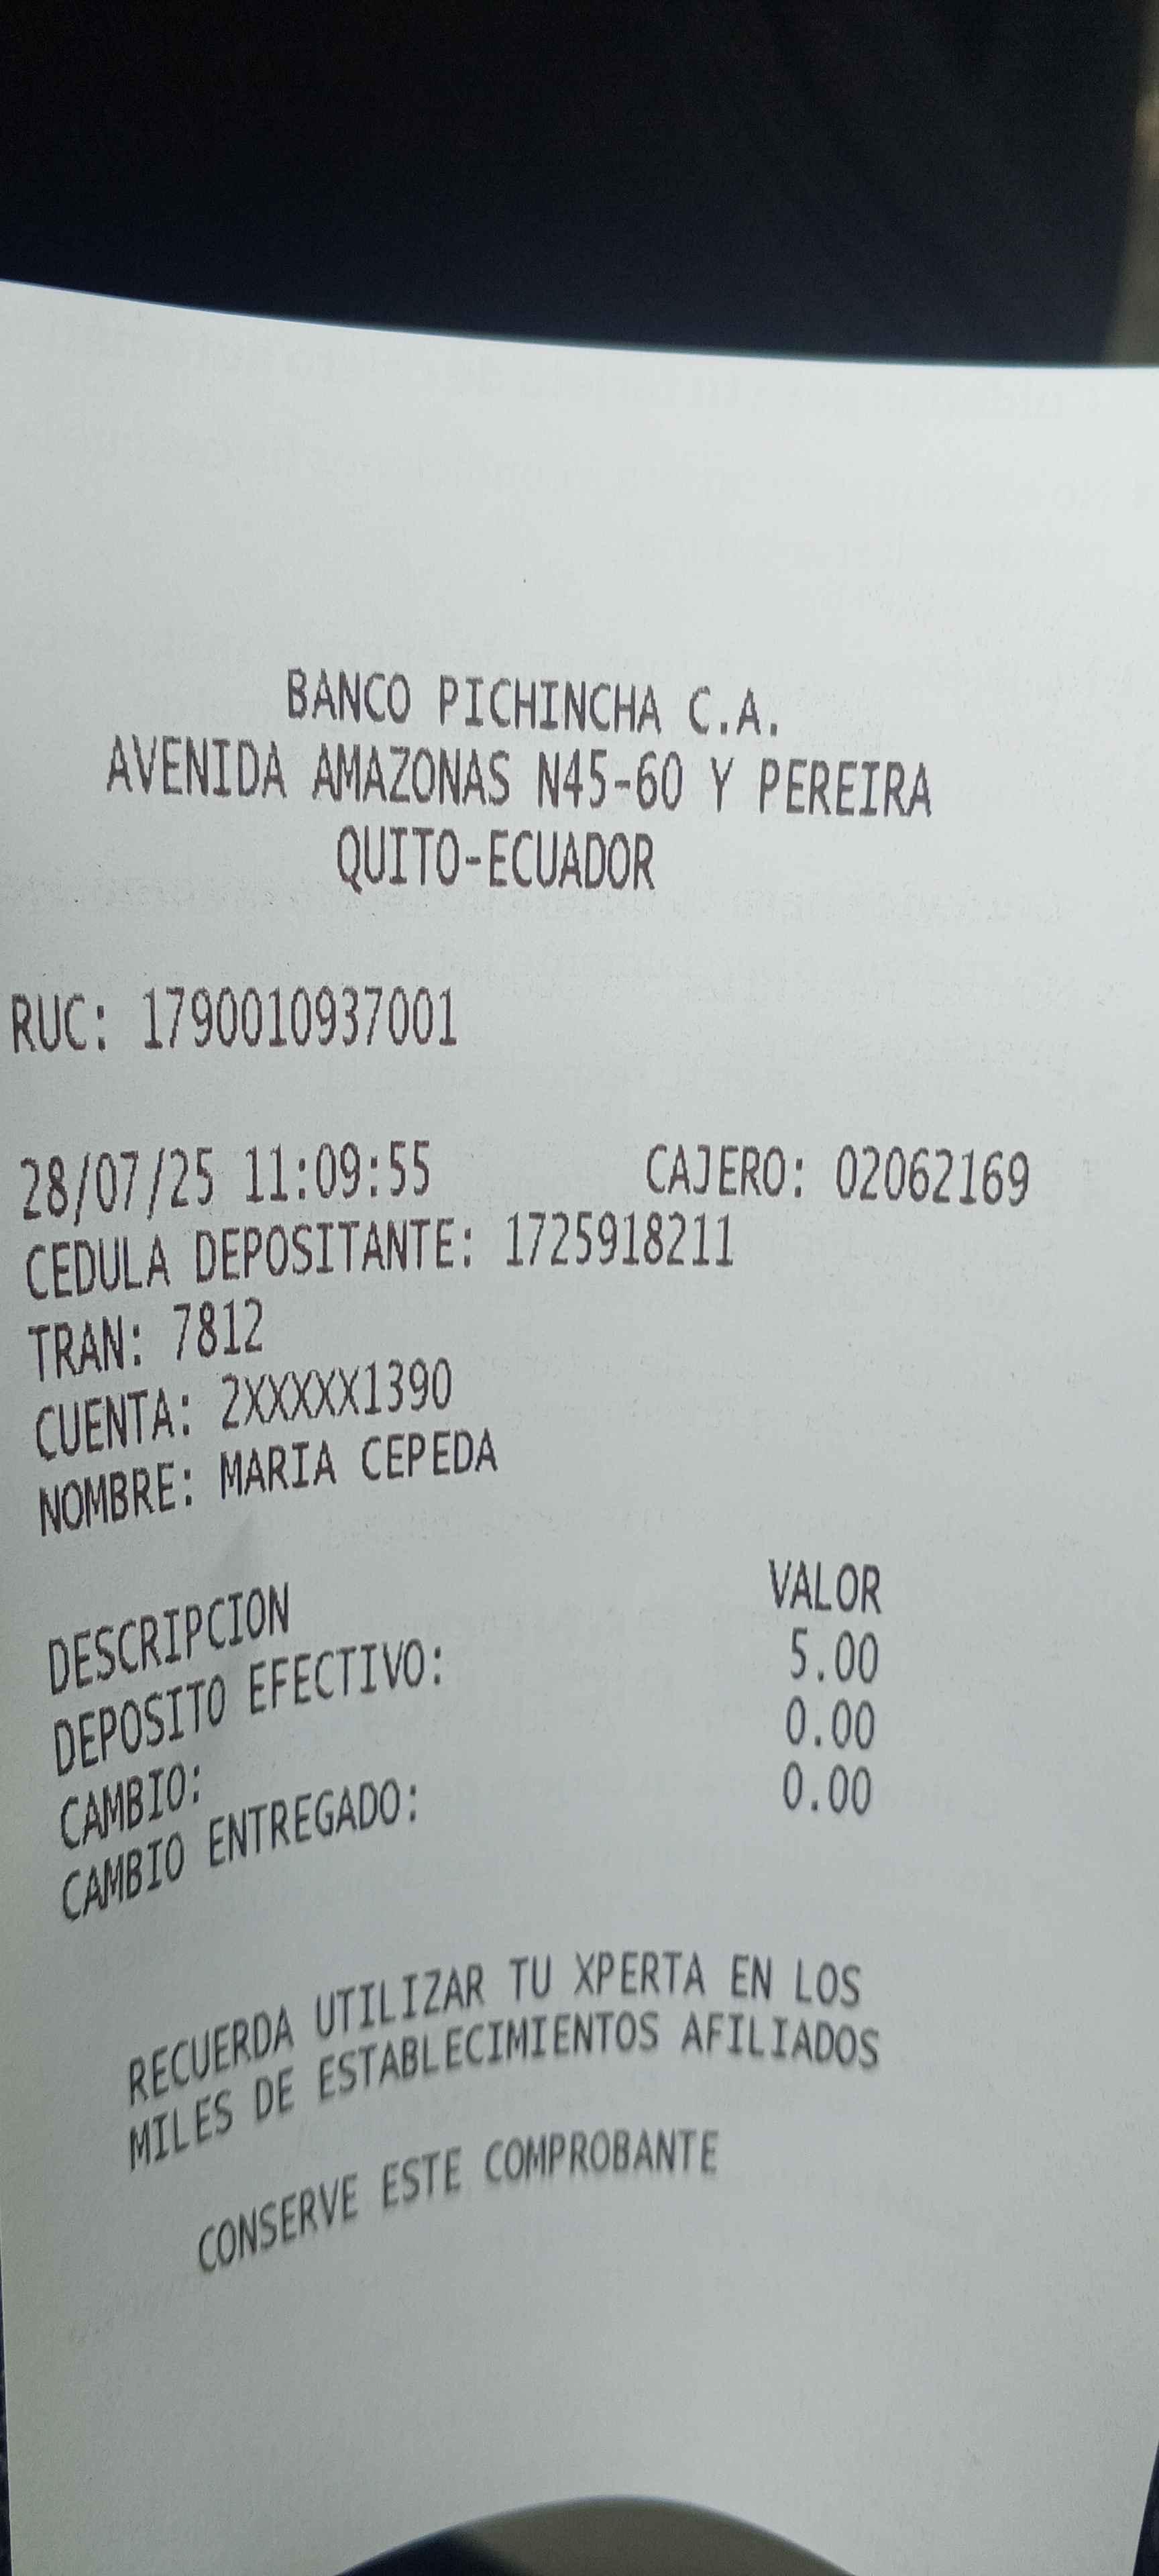 BANCO PICHINCHA C.A.
AVENIDA AMAZONAS N45-60 Y PEREIRA
QUITO-ECUADOR
RUC: 1790010937001
28/07/25 11:09:55 CAJERO: 02062169
CEDULA DEPOSITANTE: 1725918211
TRAN: 7812
CUENTA: 2XXXXX1390
NOMBRE: MARIA CEPEDA
DESCRIPCION VALOR
DEPOSITO EFECTIVO: 5.00
CAMBIO: 0.00
CAMBIO ENTREGADO: 0.00
RECUERDA UTILIZAR TU XPERTA EN LOS
MILES DE ESTABLECIMIENTOS AFILIADOS
CONSERVE ESTE COMPROBANTE